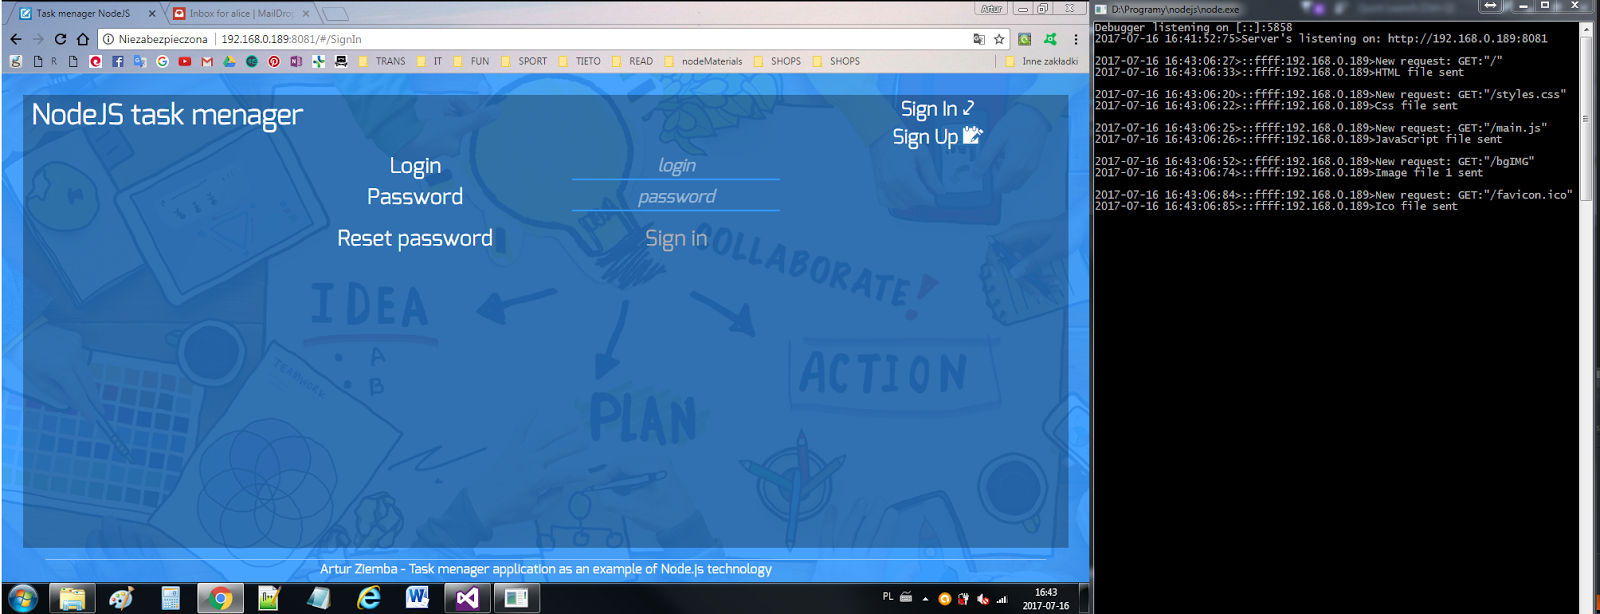 Task manager NodeJS
Inbox for alice | MailDro
Artur
Niezabezpieczona
192.168.0.189:8081/#/SignIn
R
TRANS
IT
FUN
SPORT
TIETO
READ
nodeMaterials
SHOPS
SHOPS
Inne zakładki
NodeJS task menager
Sign In
Sign Up
Login
login
Password
password
Reset password
Sign in
COLLABORATE!
IDEA
A
B
TEAMWORK
ACTION
PLAN
Artur Ziemba - Task menager application as an example of Node.js technology
PL
16:43
2017-07-16
D:\Programy\nodejs\node.exe
Debugger listening on [::]:5858
2017-07-16 16:41:52:75>Server's listening on: http://192.168.0.189:8081
2017-07-16 16:43:06:27>::ffff:192.168.0.189>New request: GET:"/"
2017-07-16 16:43:06:33>::ffff:192.168.0.189>HTML file sent
2017-07-16 16:43:06:20>::ffff:192.168.0.189>New request: GET:"/styles.css"
2017-07-16 16:43:06:22>::ffff:192.168.0.189>Css file sent
2017-07-16 16:43:06:25>::ffff:192.168.0.189>New request: GET:"/main.js"
2017-07-16 16:43:06:26>::ffff:192.168.0.189>JavaScript file sent
2017-07-16 16:43:06:52>::ffff:192.168.0.189>New request: GET:"/bgIMG"
2017-07-16 16:43:06:74>::ffff:192.168.0.189>Image file 1 sent
2017-07-16 16:43:06:84>::ffff:192.168.0.189>New request: GET:"/favicon.ico"
2017-07-16 16:43:06:85>::ffff:192.168.0.189>Ico file sent